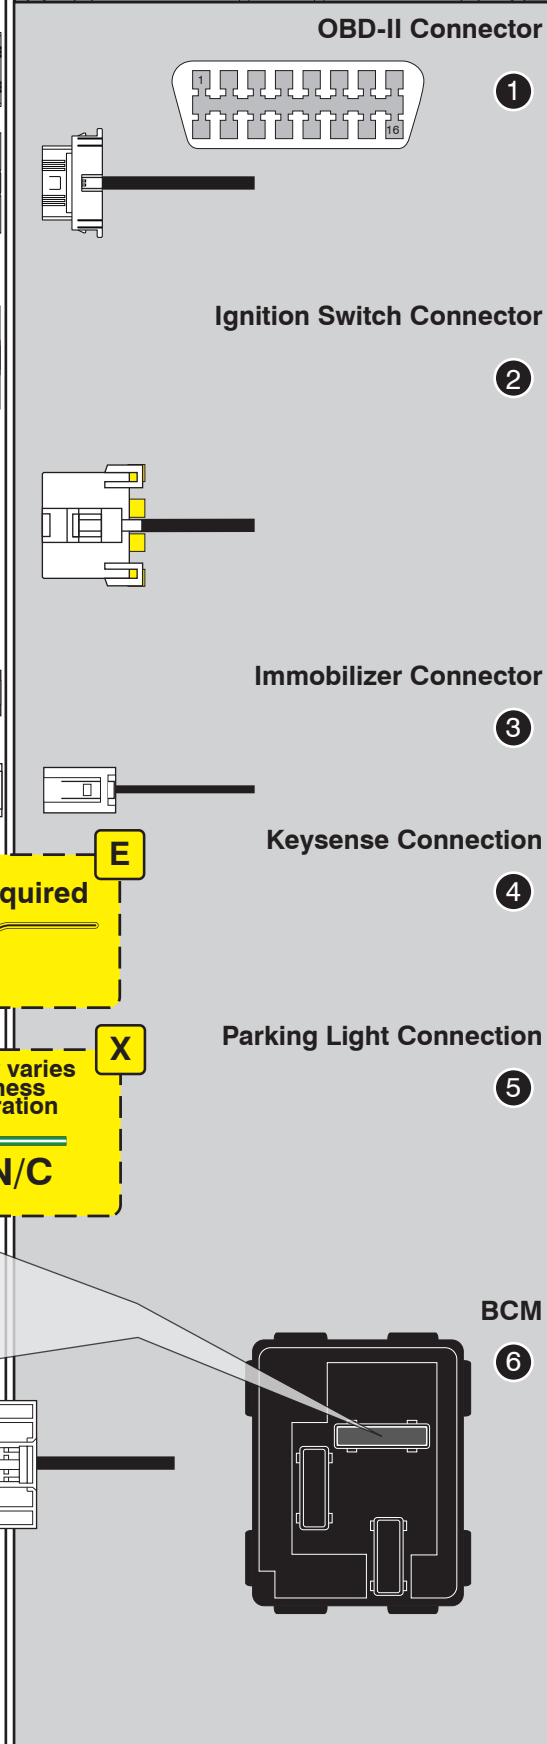 OBD-II Connector
1
1
16
Ignition Switch Connector
2
Immobilizer Connector
3
E
Keysense Connection
quired
4
X
Parking Light Connection
varies
ness
ration
5
N/C
BCM
6